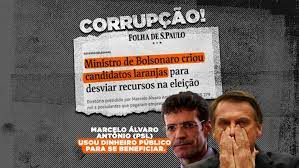 CORRUPÇÃO!
FOLHA DE S.PAULO
Ministro de Bolsonaro criou
candidatos laranjas para
desviar recursos na eleição
MARCELO ÁLVARO
ANTÔNIO (PSL)
USOU DINHEIRO PÚBLICO
PARA SE BENEFICIAR.